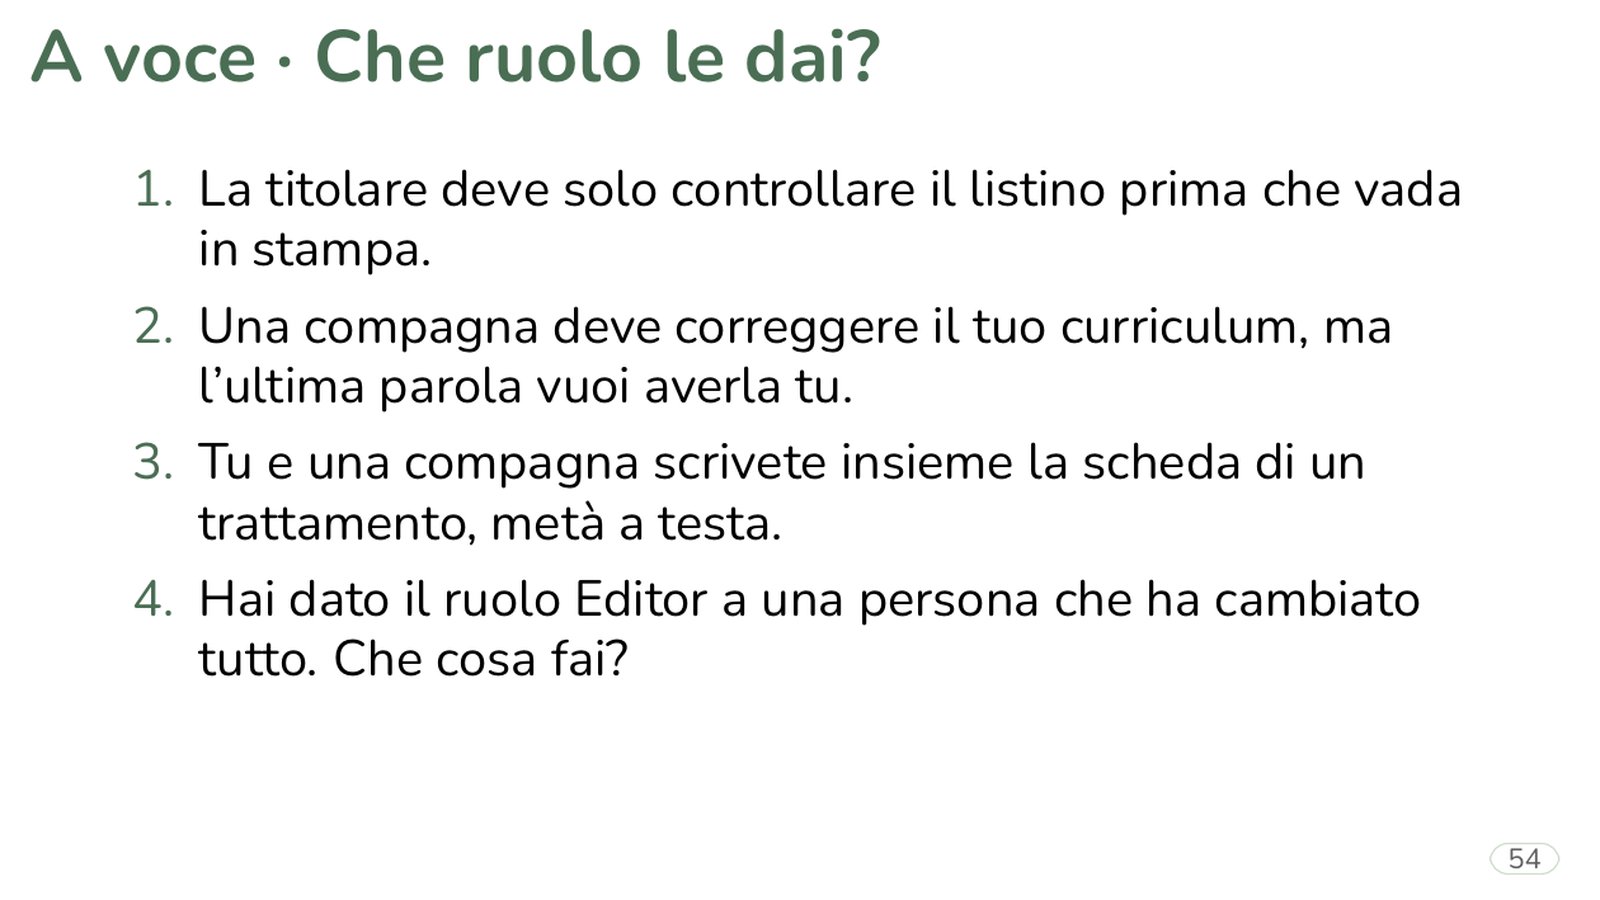 A voce · Che ruolo le dai?
1. La titolare deve solo controllare il listino prima che vada
in stampa.
2. Una compagna deve correggere il tuo curriculum, ma
l’ultima parola vuoi averla tu.
3. Tu e una compagna scrivete insieme la scheda di un
trattamento, metà a testa.
4. Hai dato il ruolo Editor a una persona che ha cambiato
tutto. Che cosa fai?
54